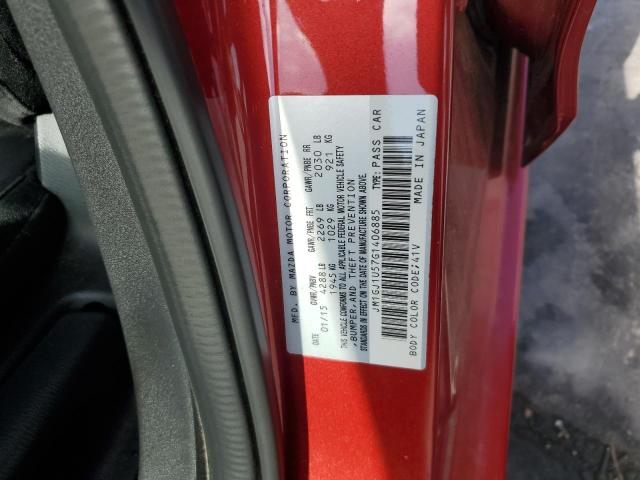 MFD. BY MAZDA MOTOR CORPORATION
GVWR/PNBV GAWR/PNBE FRT GAWR/PNBE RR
DATE 4288 LB 2269 LB 2030 LB
01/15 1945 KG 1029 KG 921 KG
THIS VEHICLE CONFORMS TO ALL APPLICABLE FEDERAL MOTOR VEHICLE SAFETY
, BUMPER, AND THEFT PREVENTION
STANDARDS IN EFFECT ON THE DATE OF MANUFACTURE SHOWN ABOVE.
JM1GJ1U57G1406885 TYPE: PASS CAR
BODY COLOR CODE; 41V MADE IN JAPAN